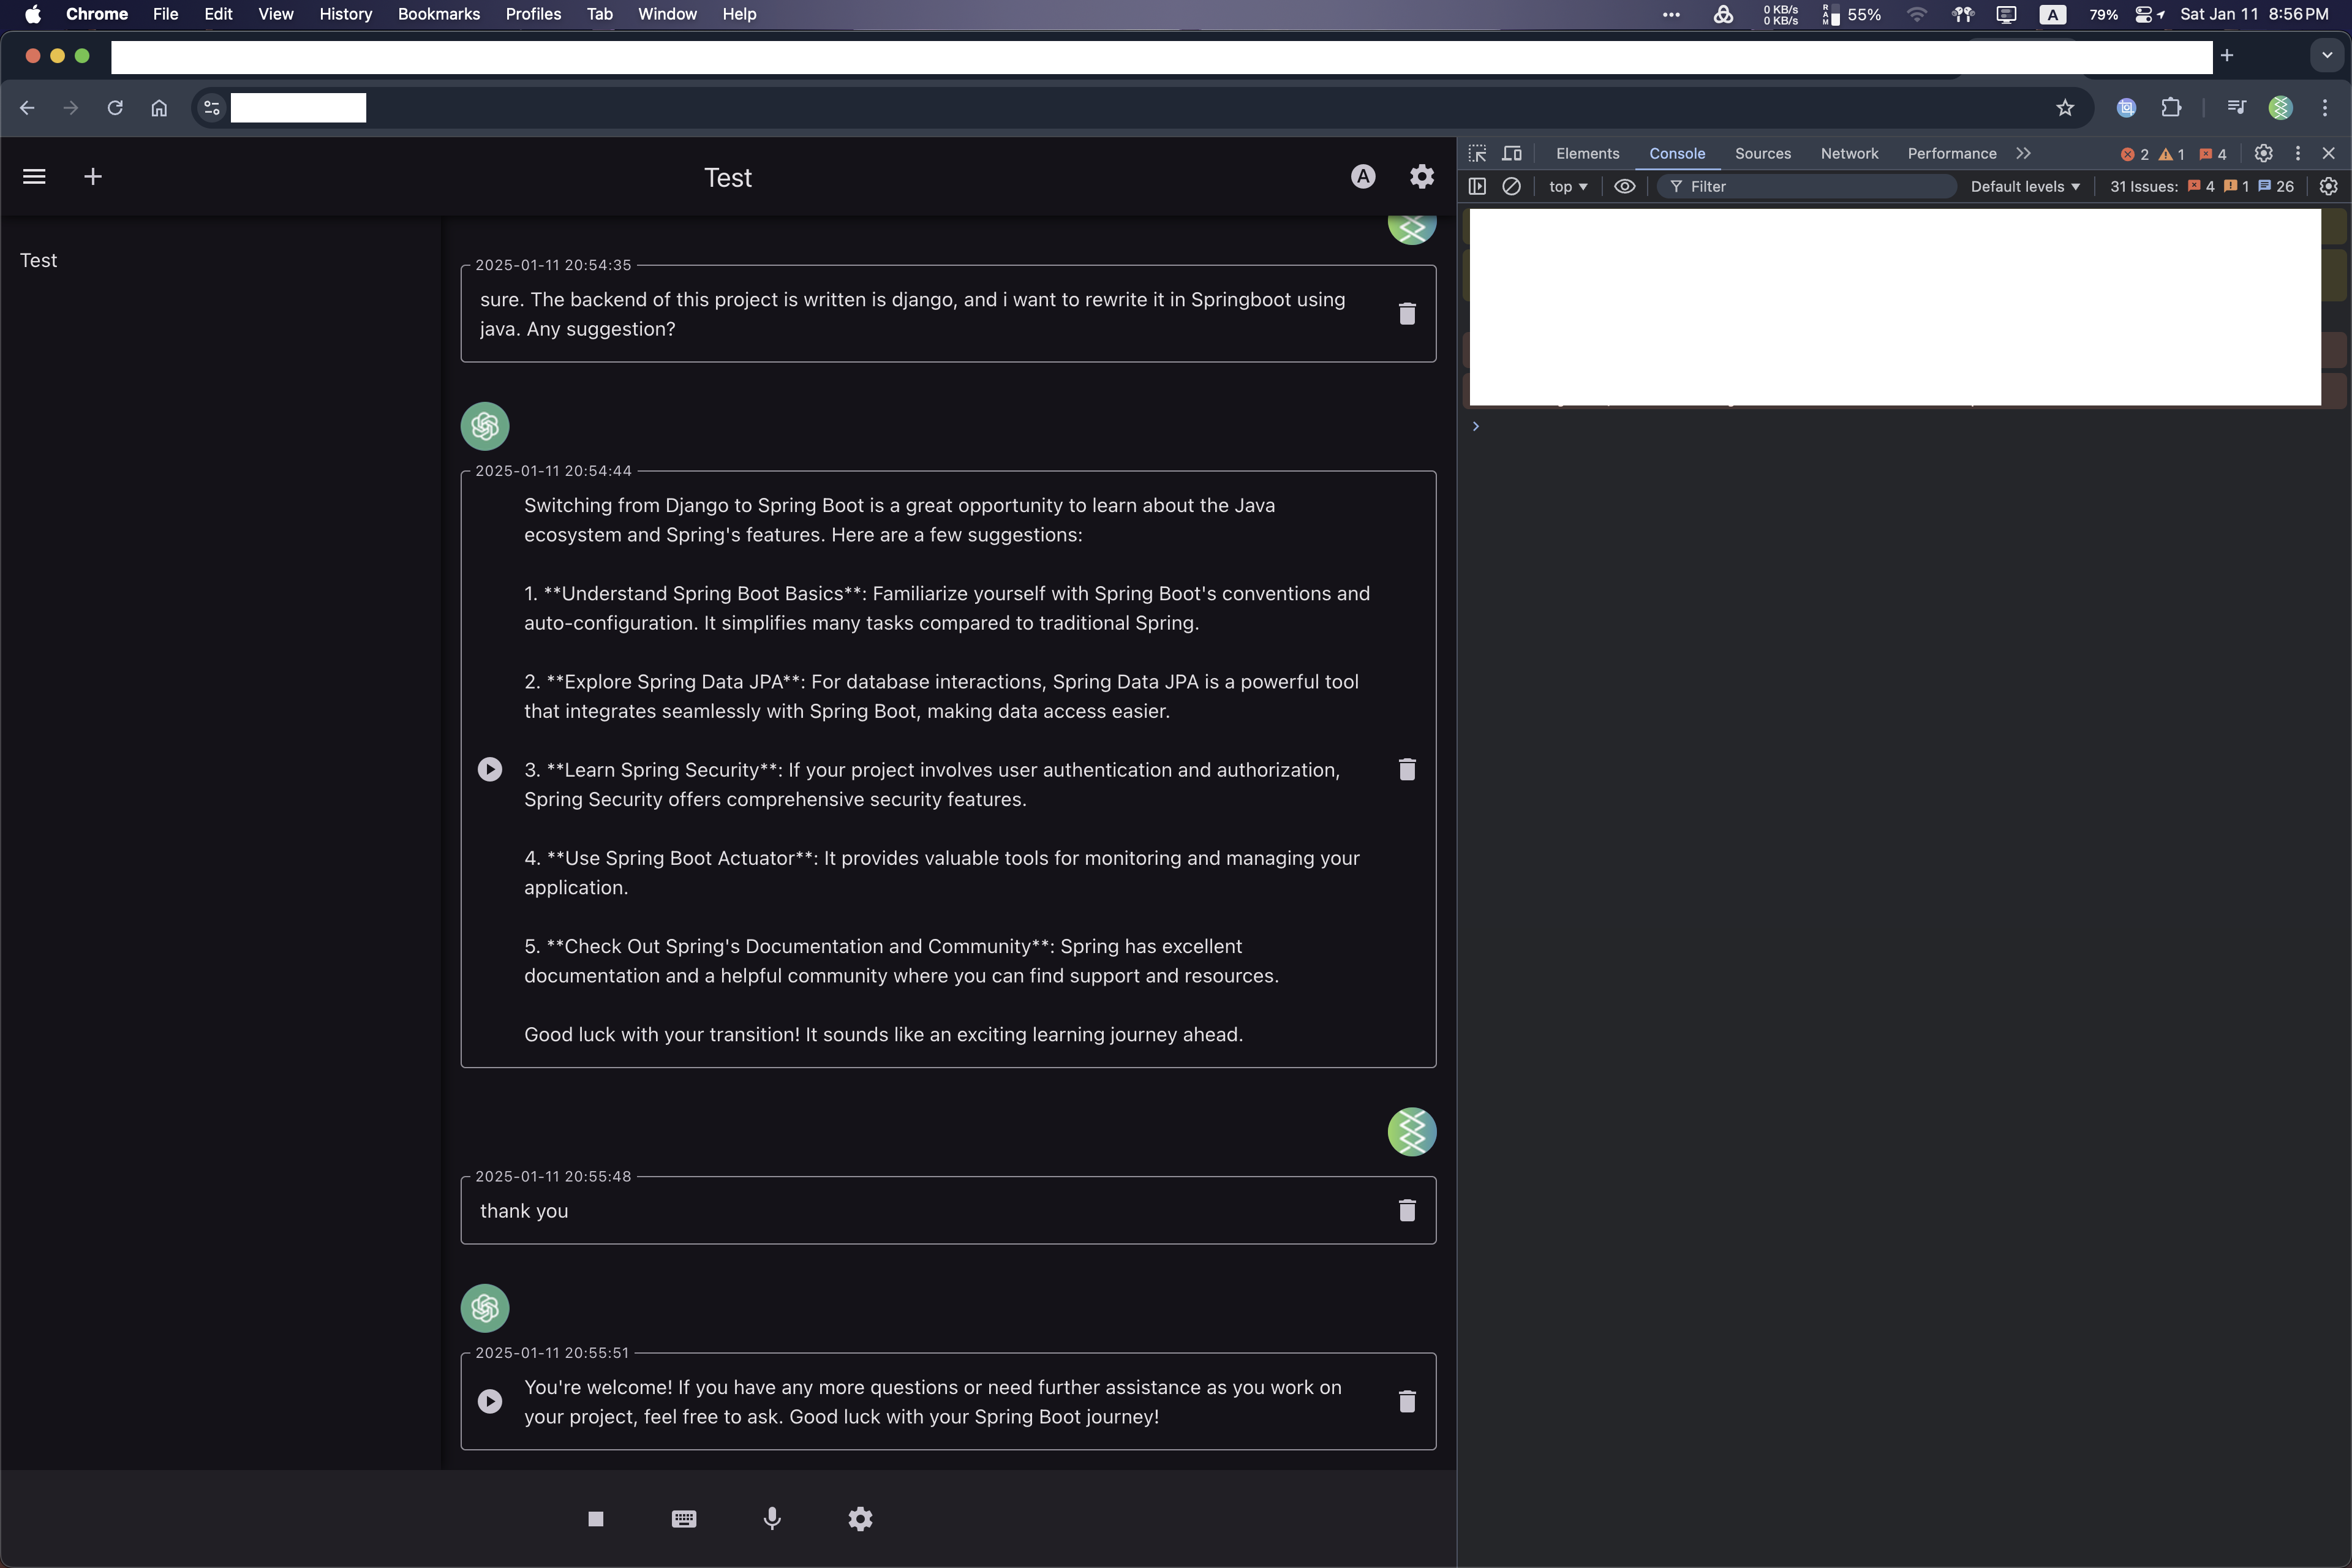 Chrome File Edit View History Bookmarks Profiles Tab Window Help
0 KB/s
0 KB/s
RAM
55%
A
79%
Sat Jan 11 8:56 PM
Test
A
Elements Console Sources Network Performance
2 1 4
top
Filter
Default levels
31 Issues: 4 1 26
Test
2025-01-11 20:54:35
sure. The backend of this project is written is django, and i want to rewrite it in Springboot using
java. Any suggestion?
2025-01-11 20:54:44
Switching from Django to Spring Boot is a great opportunity to learn about the Java
ecosystem and Spring's features. Here are a few suggestions:
1. **Understand Spring Boot Basics**: Familiarize yourself with Spring Boot's conventions and
auto-configuration. It simplifies many tasks compared to traditional Spring.
2. **Explore Spring Data JPA**: For database interactions, Spring Data JPA is a powerful tool
that integrates seamlessly with Spring Boot, making data access easier.
3. **Learn Spring Security**: If your project involves user authentication and authorization,
Spring Security offers comprehensive security features.
4. **Use Spring Boot Actuator**: It provides valuable tools for monitoring and managing your
application.
5. **Check Out Spring's Documentation and Community**: Spring has excellent
documentation and a helpful community where you can find support and resources.
Good luck with your transition! It sounds like an exciting learning journey ahead.
2025-01-11 20:55:48
thank you
2025-01-11 20:55:51
You're welcome! If you have any more questions or need further assistance as you work on
your project, feel free to ask. Good luck with your Spring Boot journey!